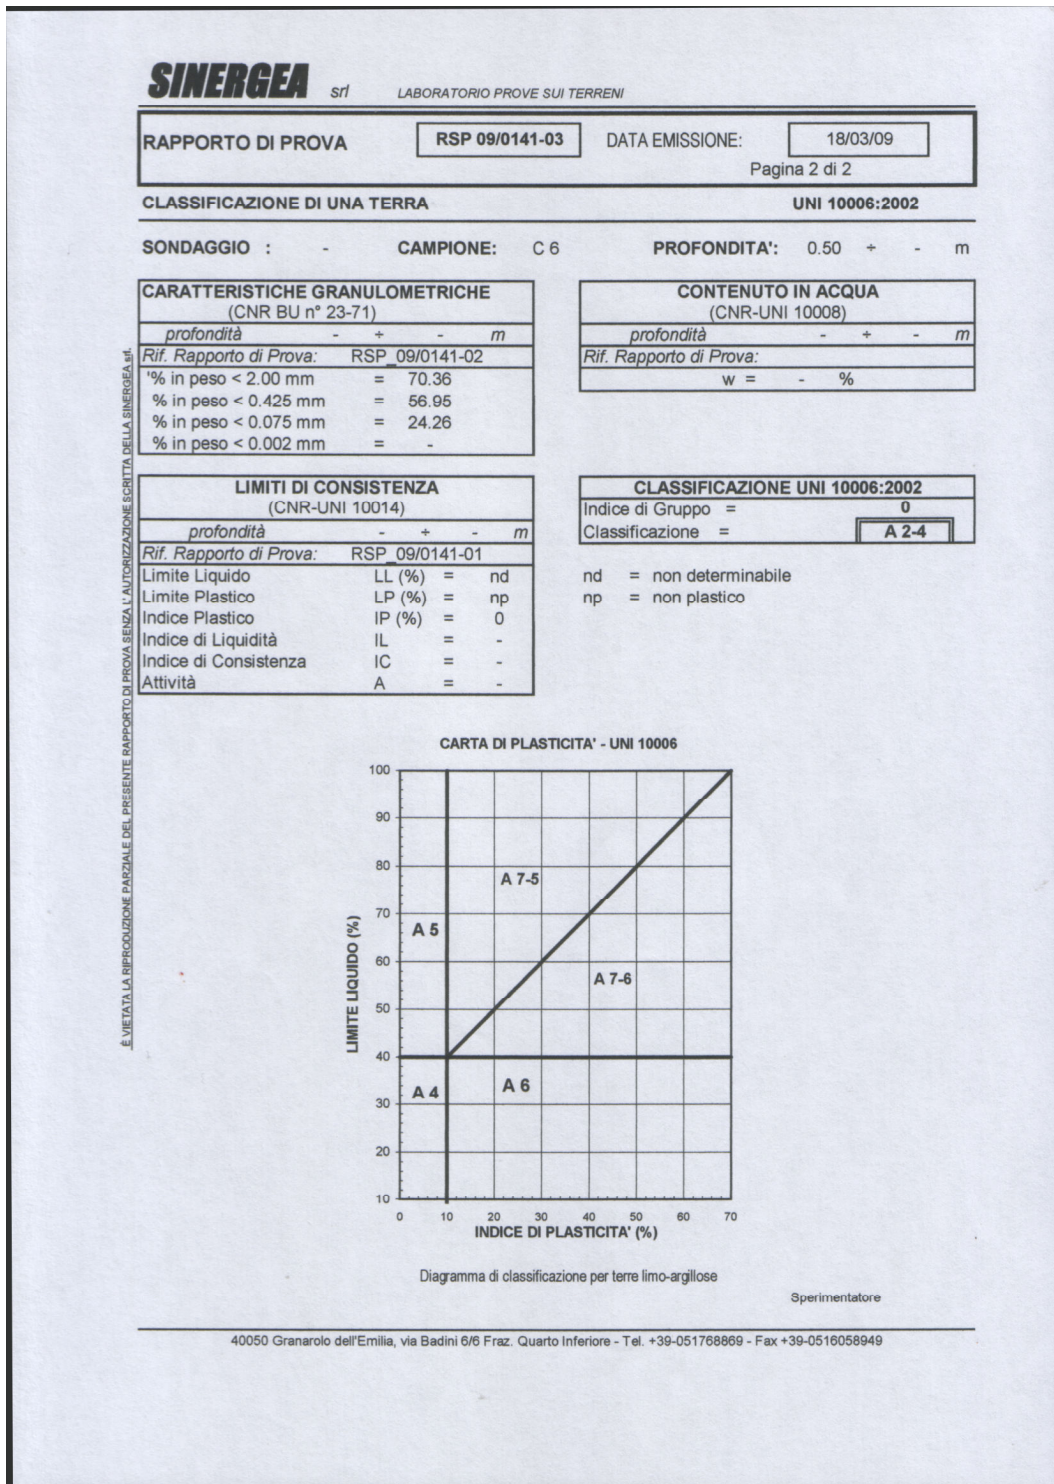 SINERGEA srl LABORATORIO PROVE SUI TERRENI
RAPPORTO DI PROVA RSP 09/0141-03 DATA EMISSIONE: 18/03/09
Pagina 2 di 2
CLASSIFICAZIONE DI UNA TERRA UNI 10006:2002
SONDAGGIO : - CAMPIONE: C 6 PROFONDITA': 0.50 ÷ - m
CARATTERISTICHE GRANULOMETRICHE
(CNR BU n° 23-71)
profondità - ÷ - m
Rif. Rapporto di Prova: RSP_09/0141-02
'% in peso < 2.00 mm = 70.36
% in peso < 0.425 mm = 56.95
% in peso < 0.075 mm = 24.26
% in peso < 0.002 mm = -
CONTENUTO IN ACQUA
(CNR-UNI 10008)
profondità - ÷ - m
Rif. Rapporto di Prova:
w = - %
LIMITI DI CONSISTENZA
(CNR-UNI 10014)
profondità - ÷ - m
Rif. Rapporto di Prova: RSP_09/0141-01
Limite Liquido LL (%) = nd
Limite Plastico LP (%) = np
Indice Plastico IP (%) = 0
Indice di Liquidità IL = -
Indice di Consistenza IC = -
Attività A = -
CLASSIFICAZIONE UNI 10006:2002
Indice di Gruppo = 0
Classificazione = A 2-4
nd = non determinabile
np = non plastico
È VIETATA LA RIPRODUZIONE PARZIALE DEL PRESENTE RAPPORTO DI PROVA SENZA L' AUTORIZZAZIONE SCRITTA DELLA SINERGEA srl.
CARTA DI PLASTICITA' - UNI 10006
LIMITE LIQUIDO (%)
100
90
80
70
60
50
40
30
20
10
A 7-5
A 5
A 7-6
A 6
A 4
0 10 20 30 40 50 60 70
INDICE DI PLASTICITA' (%)
Diagramma di classificazione per terre limo-argillose
Sperimentatore
40050 Granarolo dell'Emilia, via Badini 6/6 Fraz. Quarto Inferiore - Tel. +39-051768869 - Fax +39-0516058949